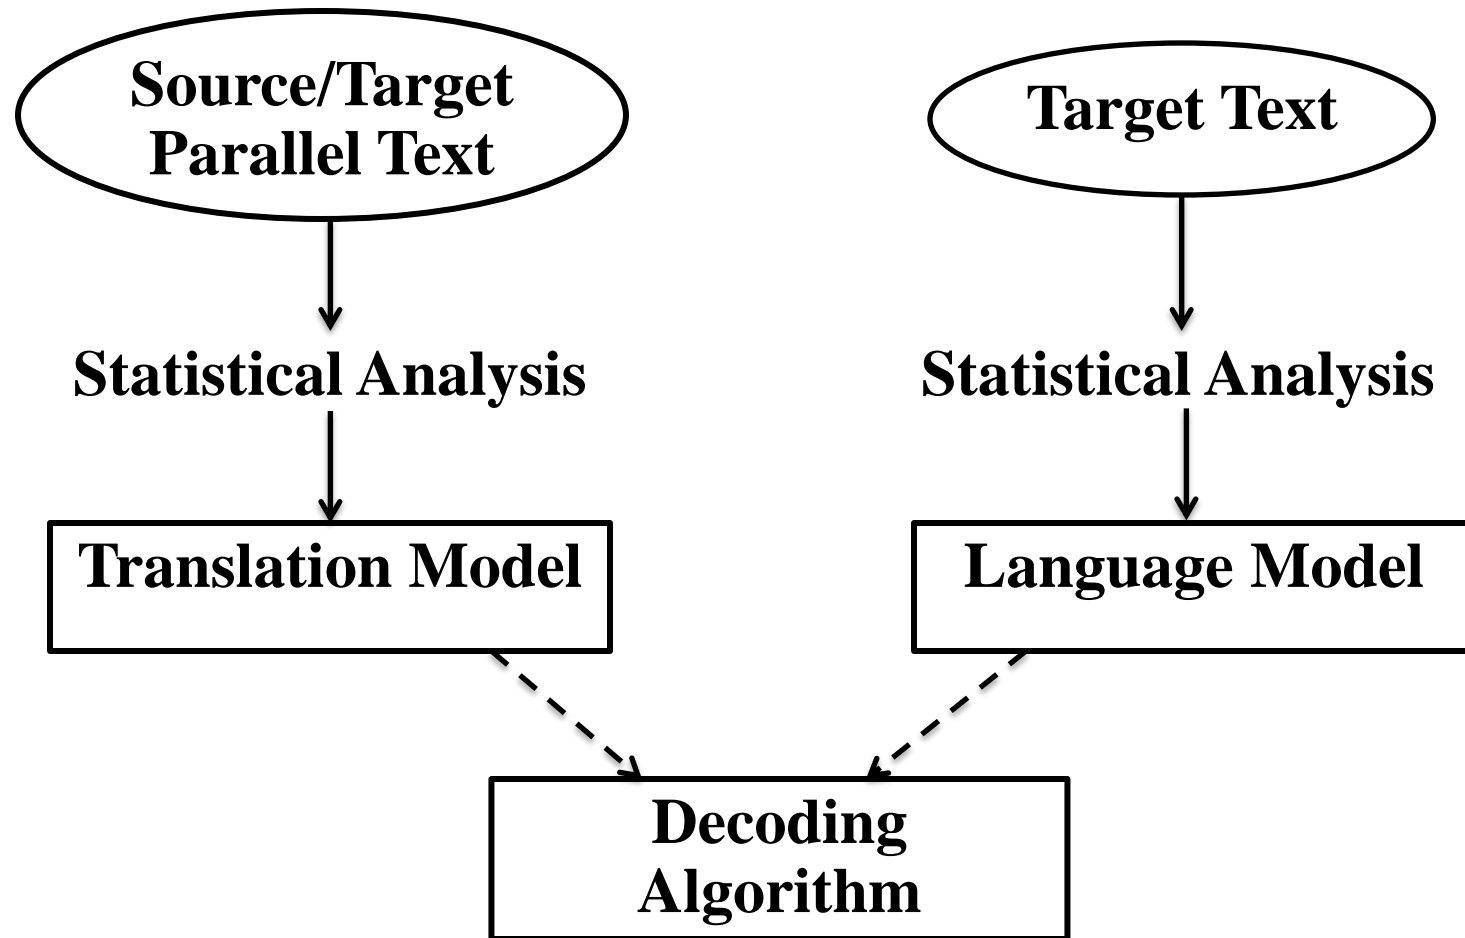 Source/Target
Parallel Text
Target Text
Statistical Analysis
Statistical Analysis
Translation Model
Language Model
Decoding
Algorithm